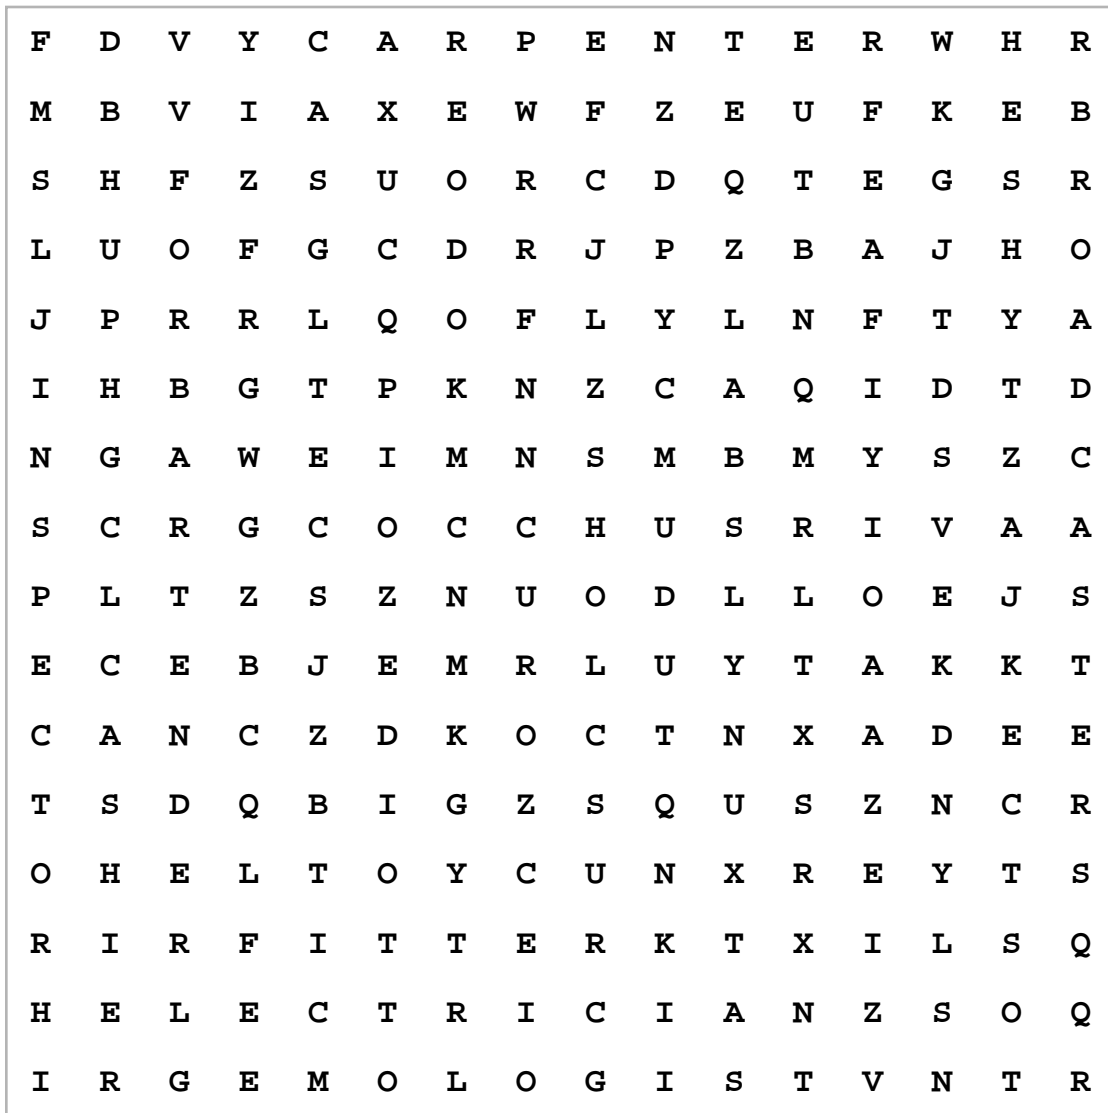 F D V Y C A R P E N T E R W H R
M B V I A X E W F Z E U F K E B
S H F Z S U O R C D Q T E G S R
L U O F G C D R J P Z B A J H O
J P R R L Q O F L Y L N F T Y A
I H B G T P K N Z C A Q I D T D
N G A W E I M N S M B M Y S Z C
S C R G C O C C H U S R I V A A
P L T Z S Z N U O D L L O E J S
E C E B J E M R L U Y T A K K T
C A N C Z D K O C T N X A D E E
T S D Q B I G Z S Q U S Z N C R
O H E L T O Y C U N X R E Y T S
R I R F I T T E R K T X I L S Q
H E L E C T R I C I A N Z S O Q
I R G E M O L O G I S T V N T R